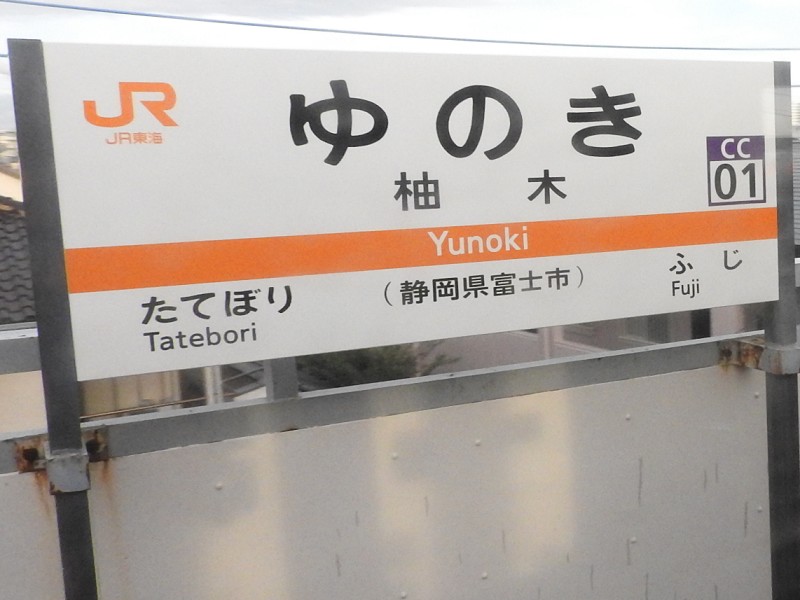 JR
JR東海
ゆのき
柚木
CC
01
Yunoki
たてぼり
Tatebori
(静岡県富士市)
ふじ
Fuji